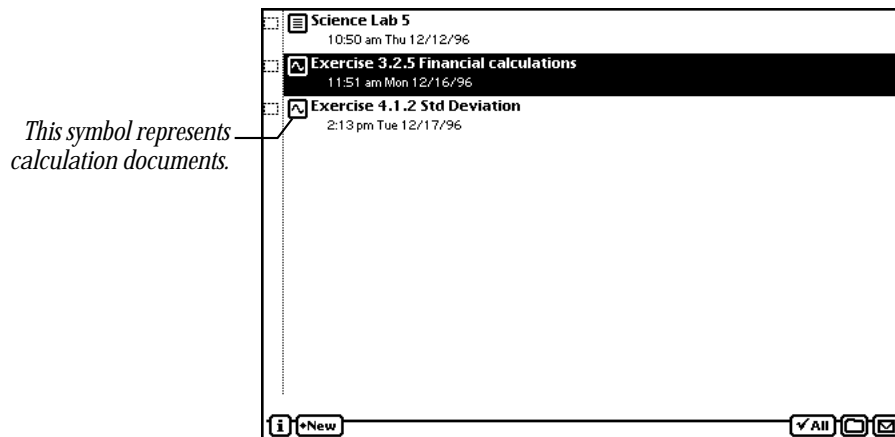 Science Lab 5
10:50 am Thu 12/12/96
Exercise 3.2.5 Financial calculations
11:51 am Mon 12/16/96
Exercise 4.1.2 Std Deviation
2:13 pm Tue 12/17/96
This symbol represents
calculation documents.
i ♦New ✓All